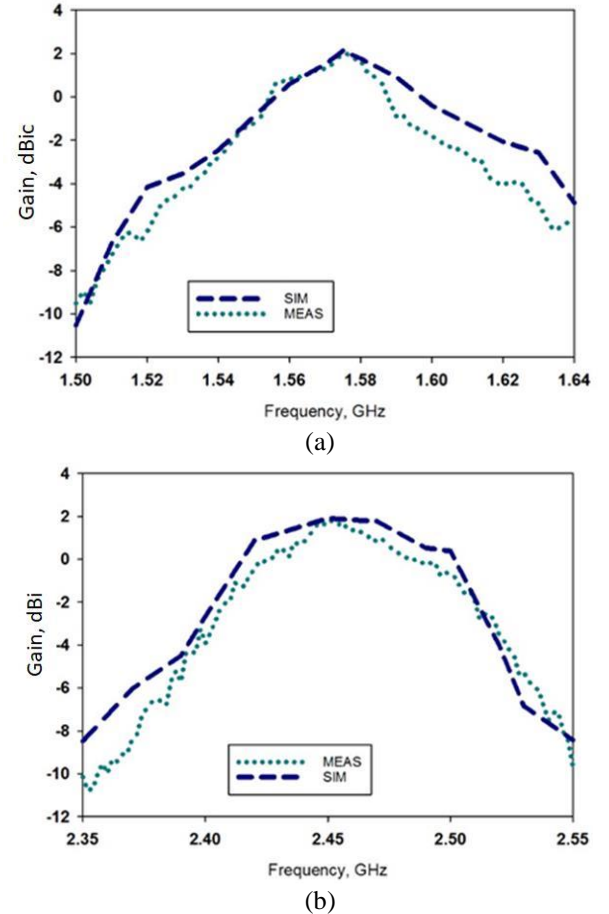 4
2
0
-2
-4
-6
-8
-10
-12
Gain, dBic
SIM
MEAS
1.50 1.52 1.54 1.56 1.58 1.60 1.62 1.64
Frequency, GHz
(a)
4
2
0
-2
-4
-6
-8
-10
-12
Gain, dBi
MEAS
SIM
2.35 2.40 2.45 2.50 2.55
Frequency, GHz
(b)